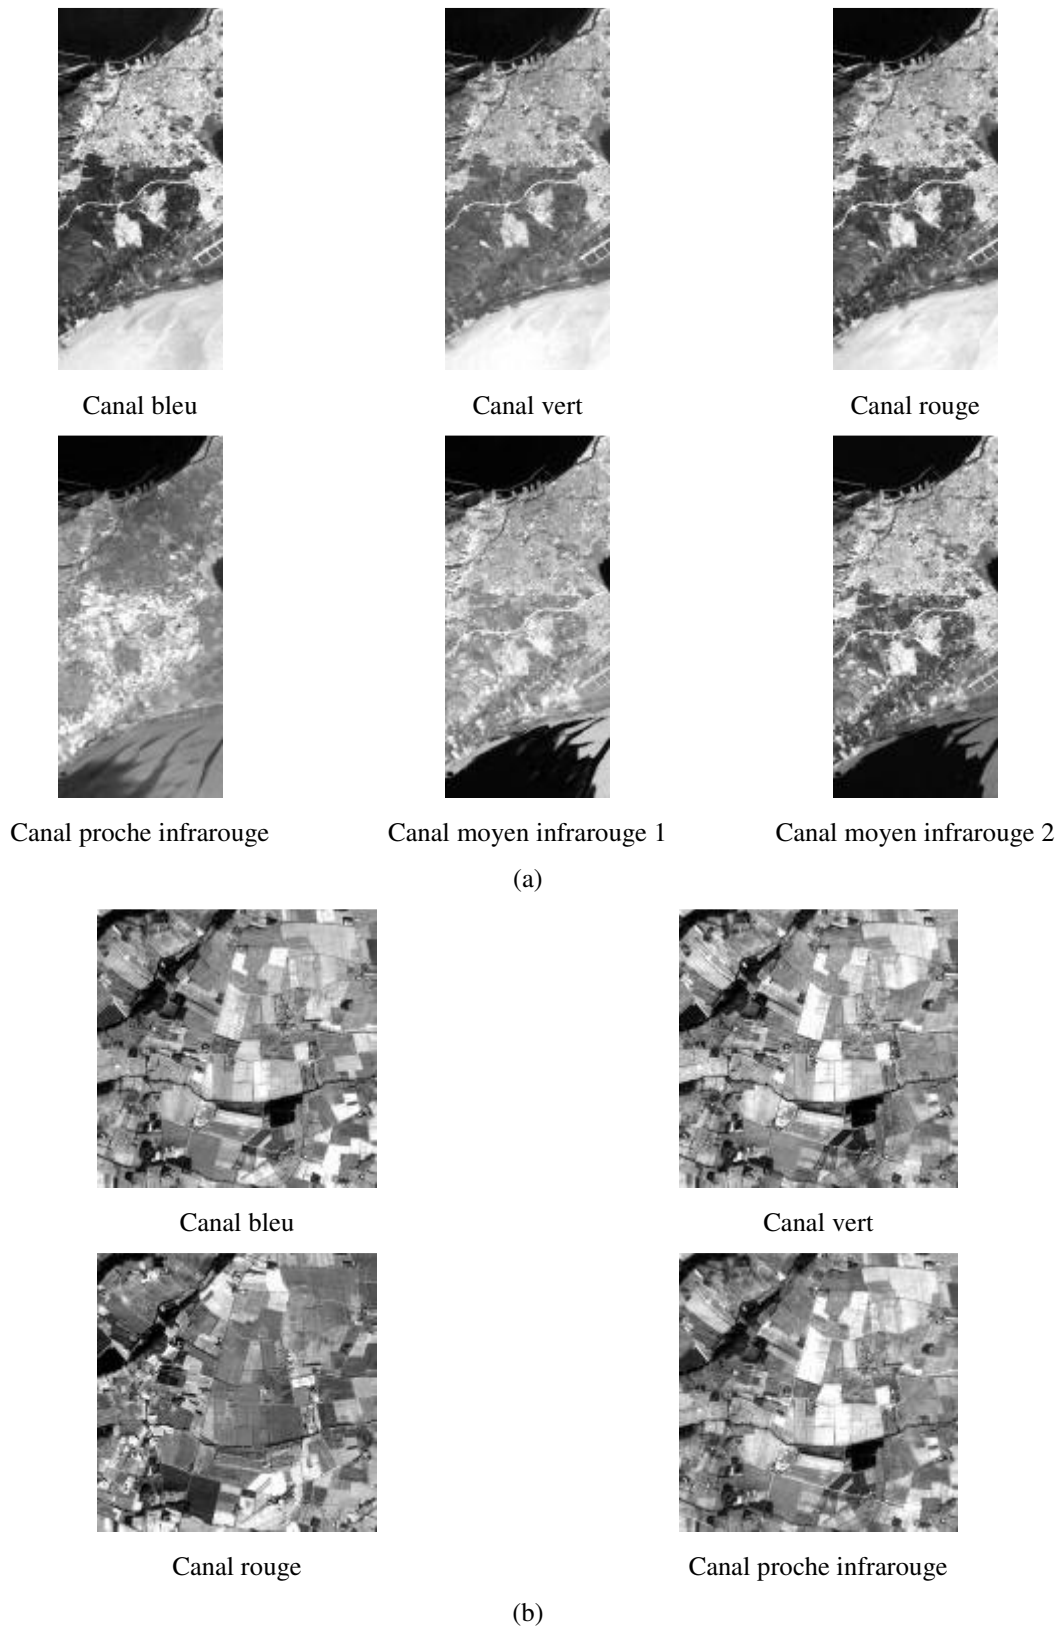 Canal bleu
Canal vert
Canal rouge
Canal proche infrarouge
Canal moyen infrarouge 1
Canal moyen infrarouge 2
(a)
Canal bleu
Canal vert
Canal rouge
Canal proche infrarouge
(b)